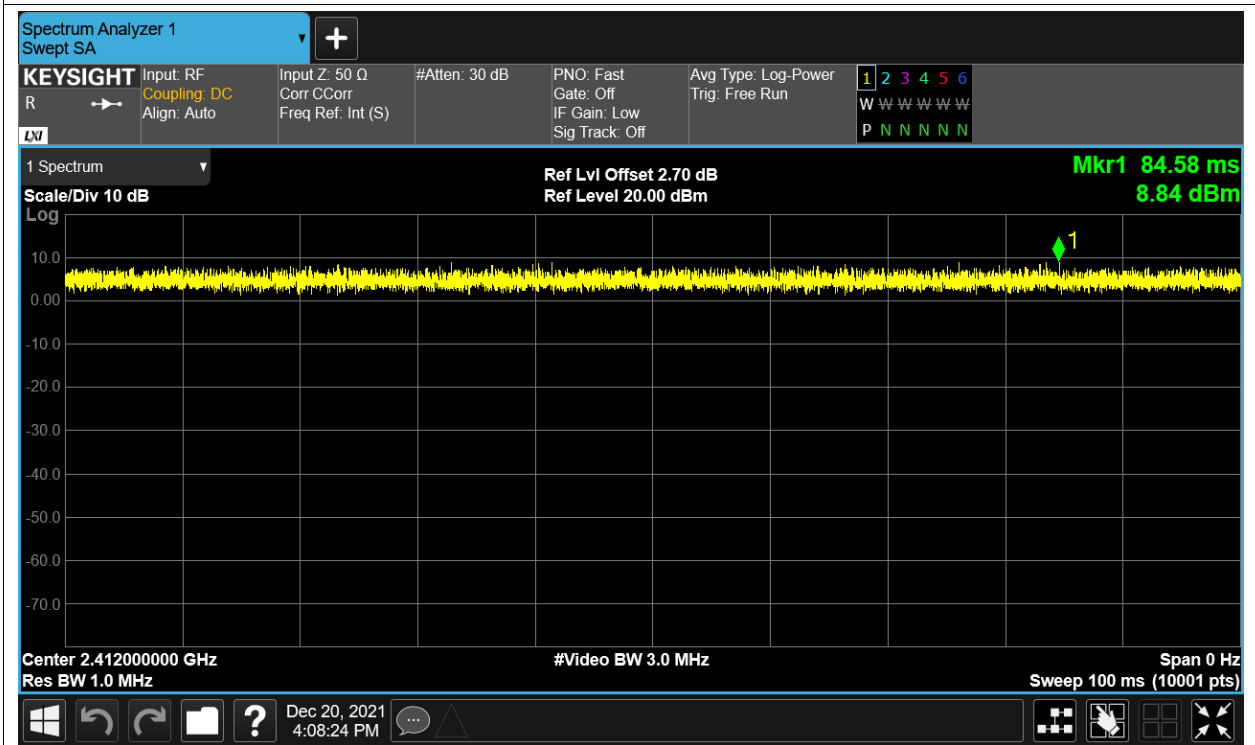 Spectrum Analyzer 1
Swept SA
▼
+
KEYSIGHT
R
LXI
Input: RF
Coupling: DC
Align: Auto
Input Z: 50 Ω
Corr CCorr
Freq Ref: Int (S)
#Atten: 30 dB
PNO: Fast
Gate: Off
IF Gain: Low
Sig Track: Off
Avg Type: Log-Power
Trig: Free Run
1 2 3 4 5 6
W W W W W W
P N N N N N
1 Spectrum ▼
Scale/Div 10 dB
Ref Lvl Offset 2.70 dB
Ref Level 20.00 dBm
Mkr1 84.58 ms
8.84 dBm
Log
1
10.0
0.00
-10.0
-20.0
-30.0
-40.0
-50.0
-60.0
-70.0
Center 2.412000000 GHz
Res BW 1.0 MHz
#Video BW 3.0 MHz
Span 0 Hz
Sweep 100 ms (10001 pts)
?
Dec 20, 2021
4:08:24 PM